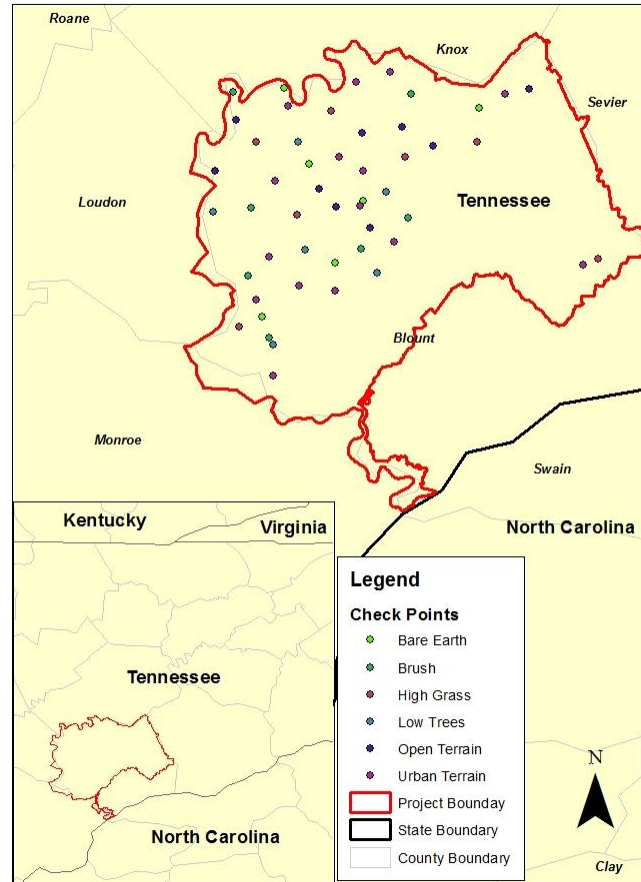 Roane
Knox
Sevier
Loudon
Tennessee
Blount
Monroe
Swain
North Carolina
Kentucky
Virginia
Tennessee
North Carolina
Legend
Check Points
Bare Earth
Brush
High Grass
Low Trees
Open Terrain
Urban Terrain
Project Bounday
State Boundary
County Boundary
N
Clay